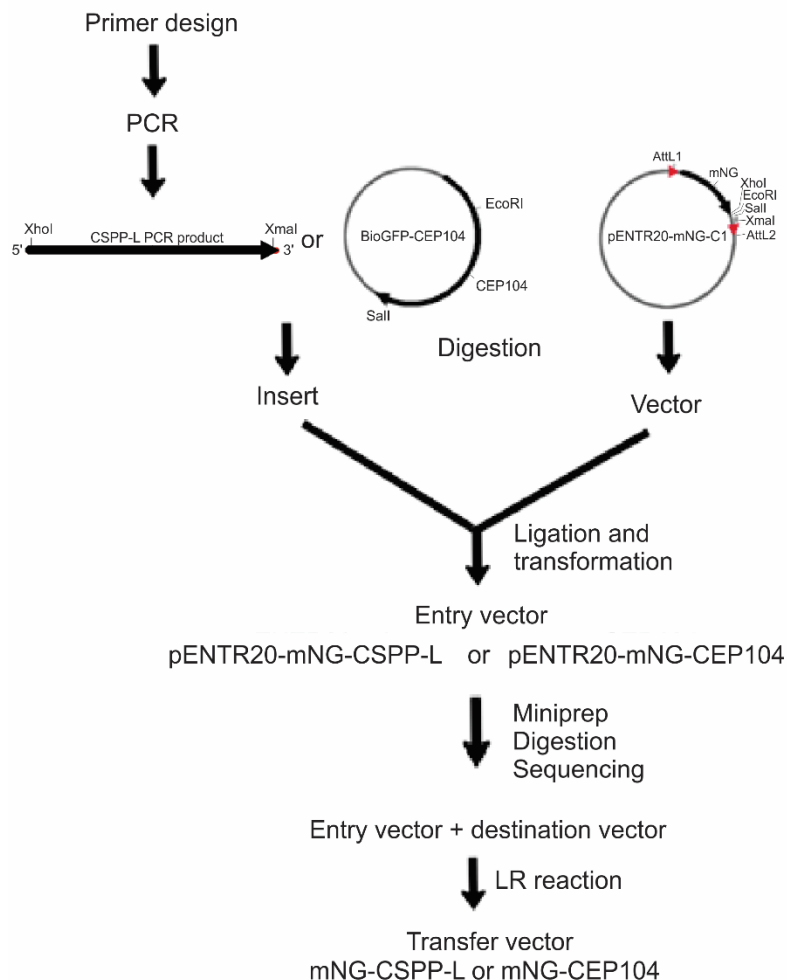 Primer design
PCR
XhoI
CSPP-L PCR product
XmaI
5'
3'
or
BioGFP-CEP104
EcoRI
CEP104
SalI
AttL1
mNG
XhoI
EcoRI
SalI
XmaI
AttL2
pENTR20-mNG-C1
Digestion
Insert
Vector
Ligation and
transformation
Entry vector
pENTR20-mNG-CSPP-L or pENTR20-mNG-CEP104
Miniprep
Digestion
Sequencing
Entry vector + destination vector
LR reaction
Transfer vector
mNG-CSPP-L or mNG-CEP104